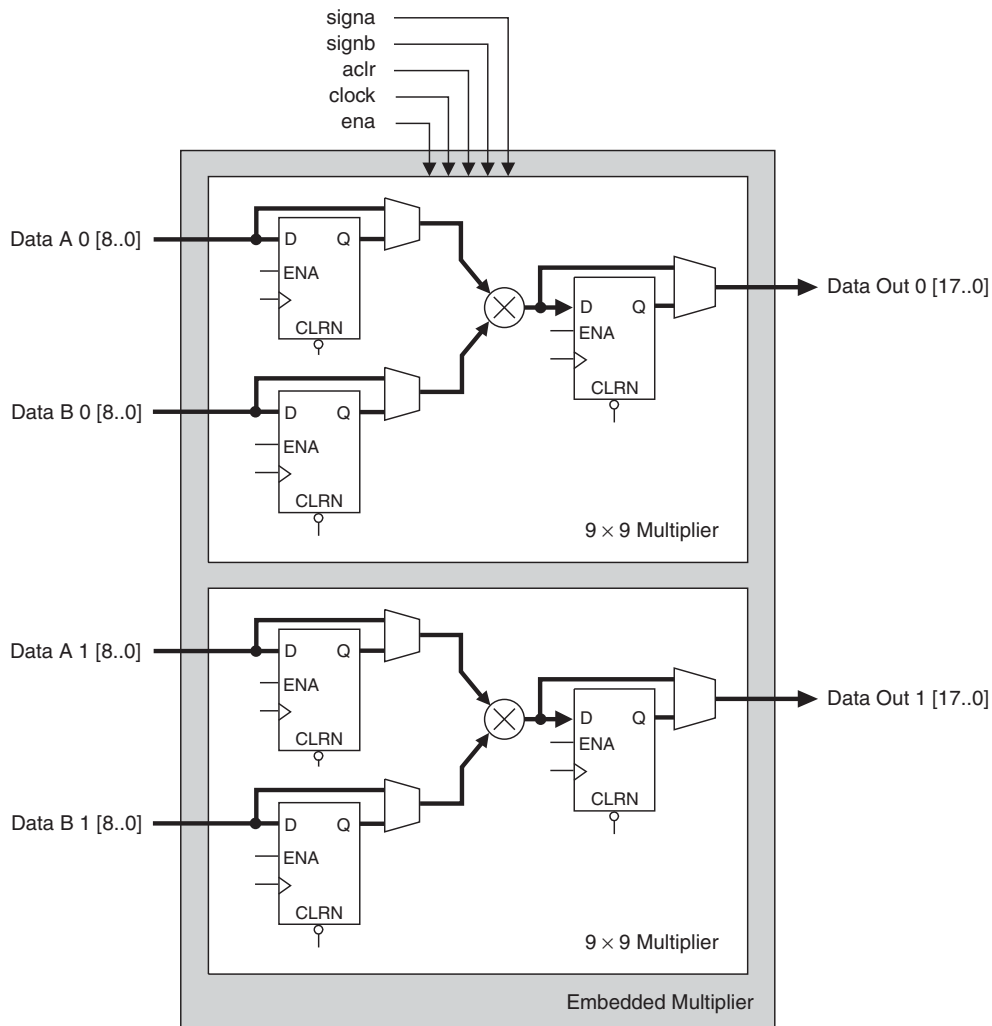 signa
signb
aclr
clock
ena
Data A 0 [8..0]
D Q
ENA
CLRN
Data B 0 [8..0]
D Q
ENA
CLRN
D Q
ENA
CLRN
Data Out 0 [17..0]
9 × 9 Multiplier
Data A 1 [8..0]
D Q
ENA
CLRN
Data B 1 [8..0]
D Q
ENA
CLRN
D Q
ENA
CLRN
Data Out 1 [17..0]
9 × 9 Multiplier
Embedded Multiplier